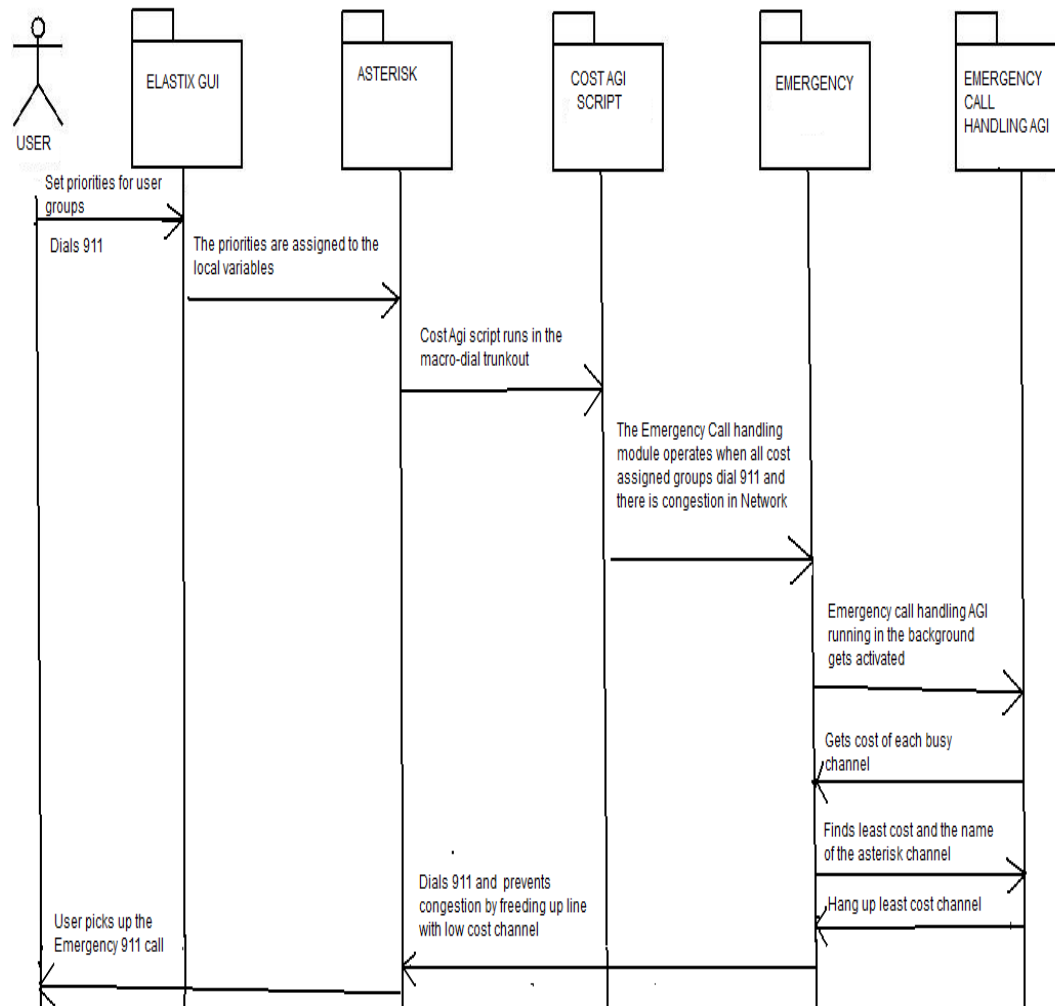 ELASTIX GUI
ASTERISK
COST AGI
SCRIPT
EMERGENCY
EMERGENCY
CALL
HANDLING AGI
USER
Set priorities for user
groups
Dials 911
The priorities are assigned to the
local variables
Cost Agi script runs in the
macro-dial trunkout
The Emergency Call handling
module operates when all cost
assigned groups dial 911 and
there is congestion in Network
Emergency call handling AGI
running in the background
gets activated
Gets cost of each busy
channel
Finds least cost and the name
of the asterisk channel
Hang up least cost channel
Dials 911 and prevents
congestion by freeing up line
with low cost channel
User picks up the
Emergency 911 call